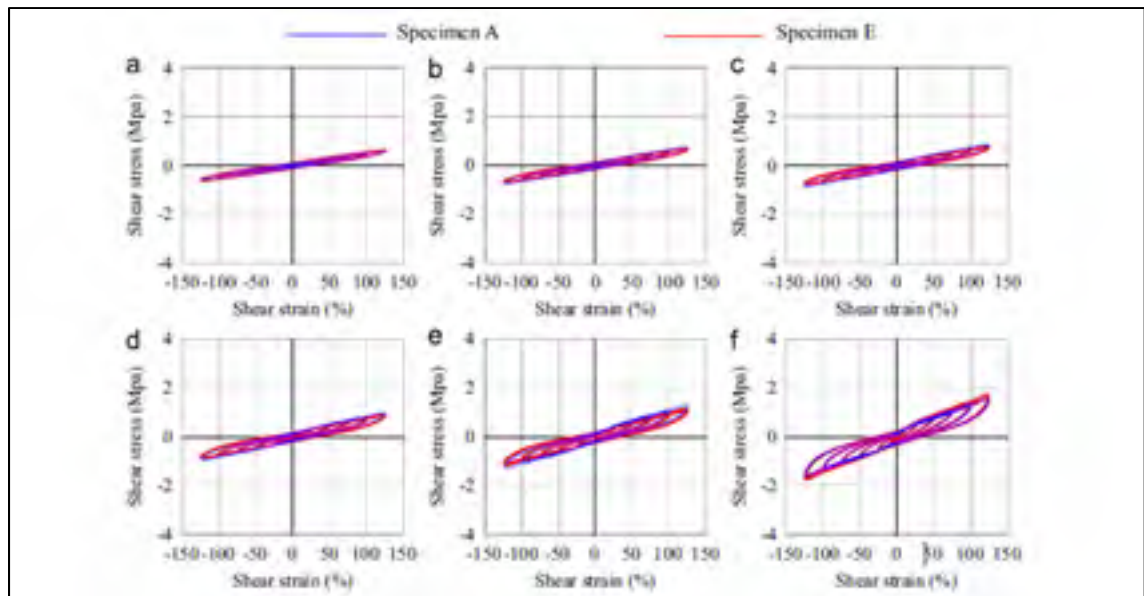 Specimen A Specimen E
a b c
4 4 4
2 2 2
0 0 0
-2 -2 -2
-4 -4 -4
Shear stress (Mpa) Shear stress (Mpa) Shear stress (Mpa)
-150 -100 -50 0 50 100 150 -150 -100 -50 0 50 100 150 -150 -100 -50 0 50 100 150
Shear strain (%) Shear strain (%) Shear strain (%)
d e f
4 4 4
2 2 2
0 0 0
-2 -2 -2
-4 -4 -4
Shear stress (Mpa) Shear stress (Mpa) Shear stress (Mpa)
-150 -100 -50 0 50 100 150 -150 -100 -50 0 50 100 150 -150 -100 -50 0 50 100 150
Shear strain (%) Shear strain (%) Shear strain (%)